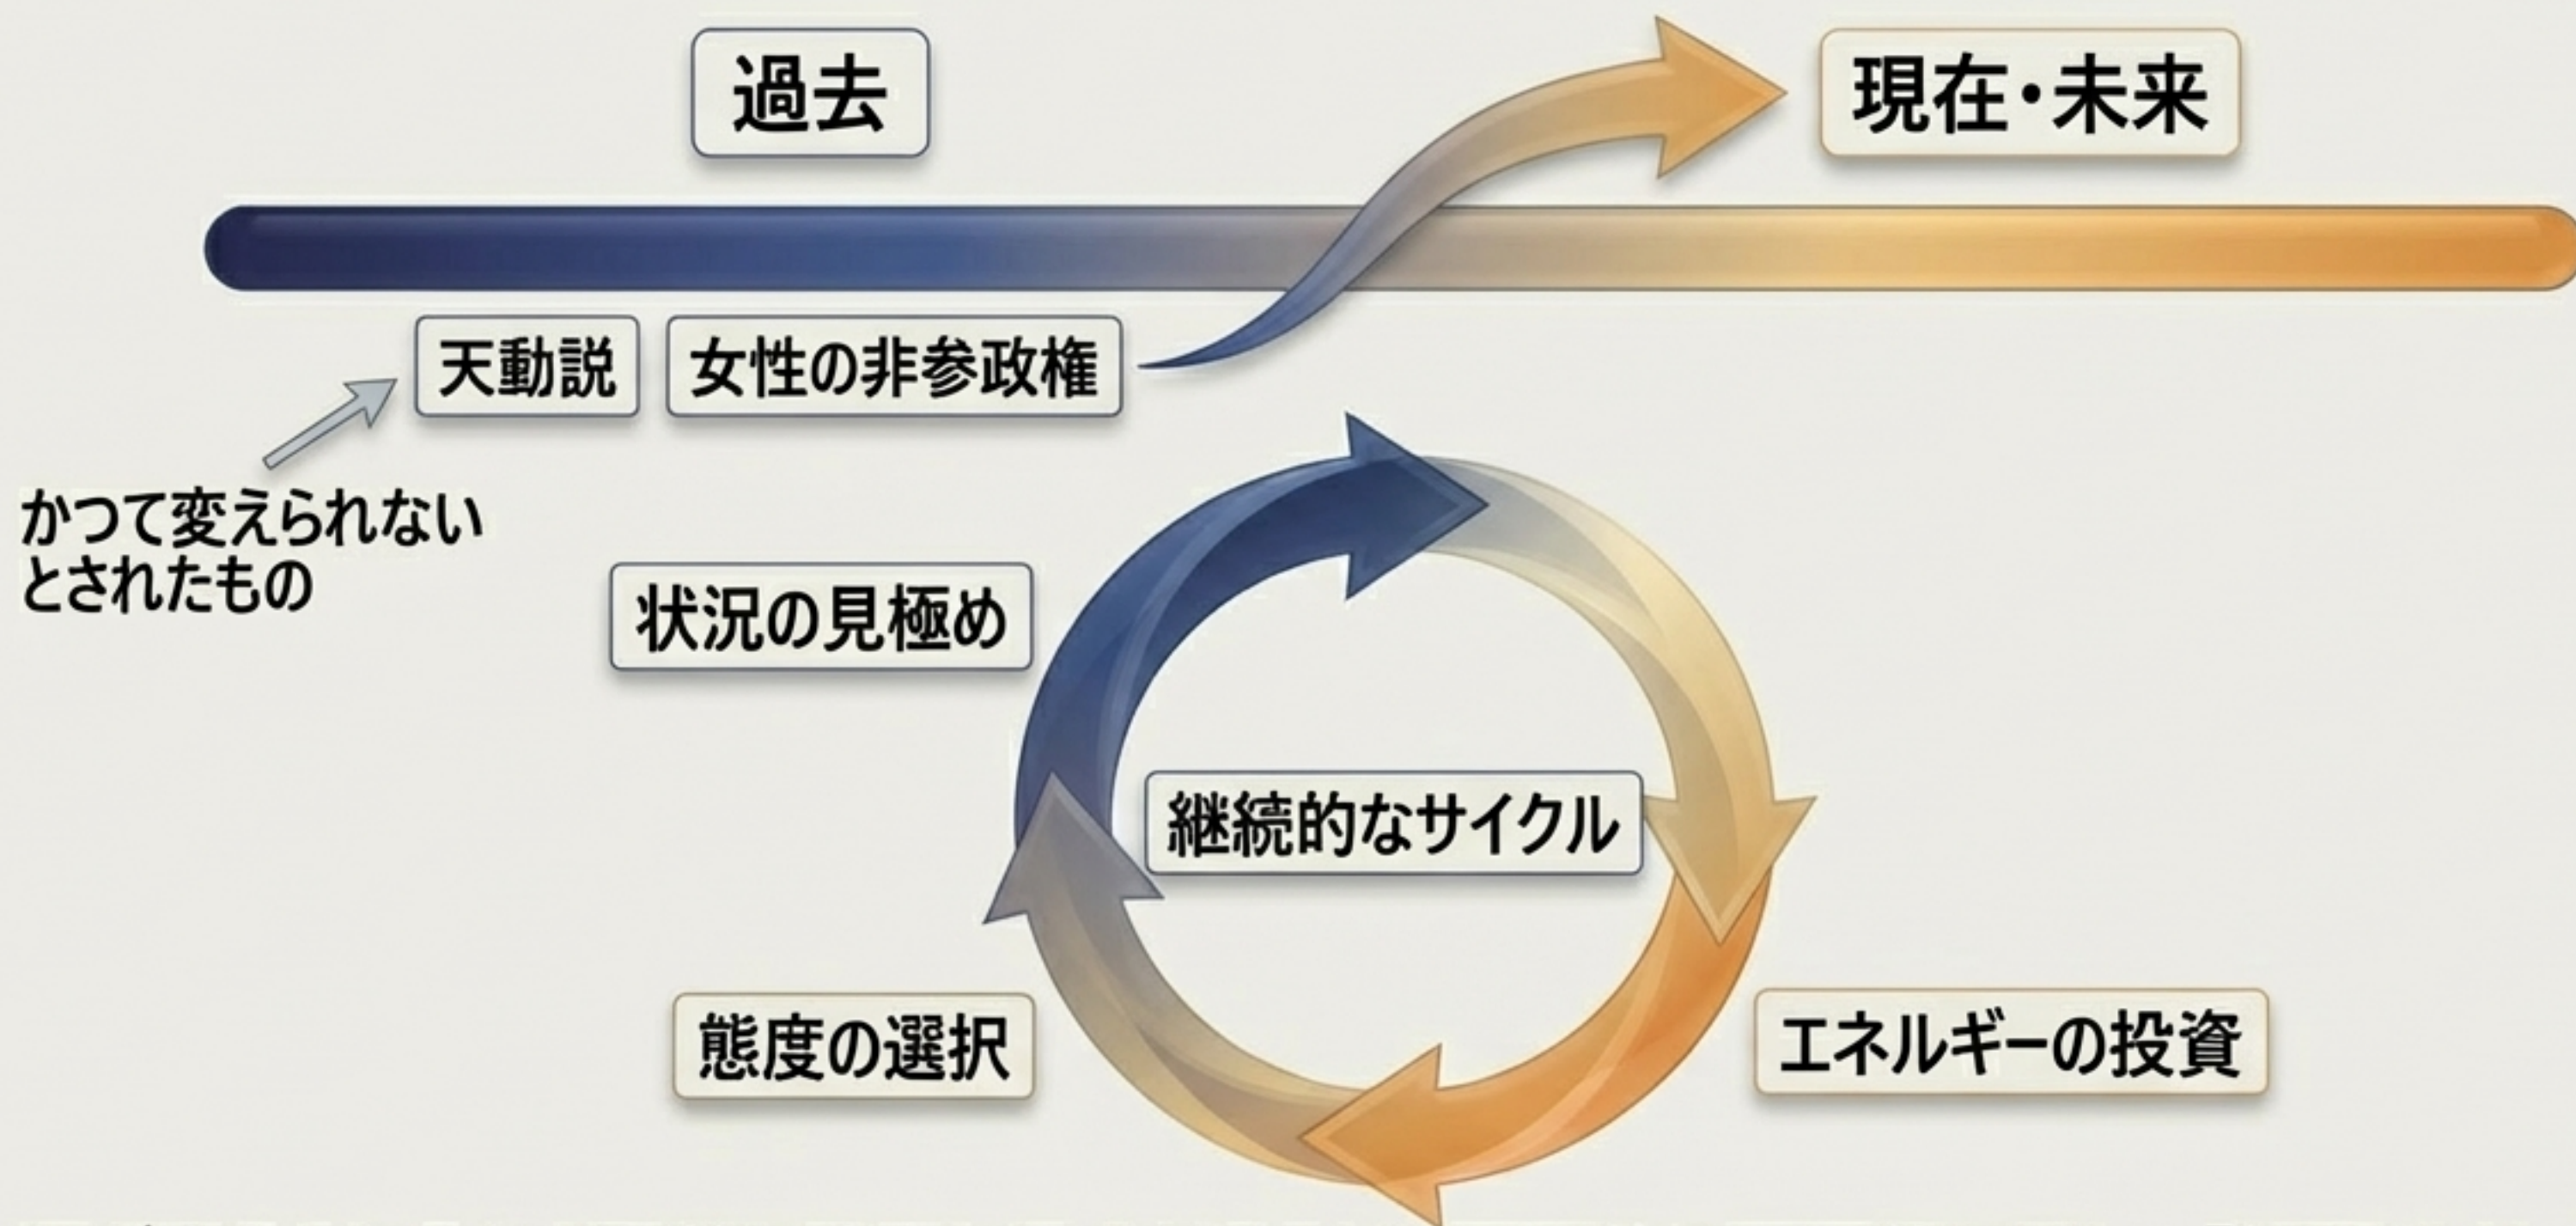 過去
現在・未来
天動説
女性の非参政権
かつて変えられない
とされたもの
状況の見極め
継続的なサイクル
態度の選択
エネルギーの投資